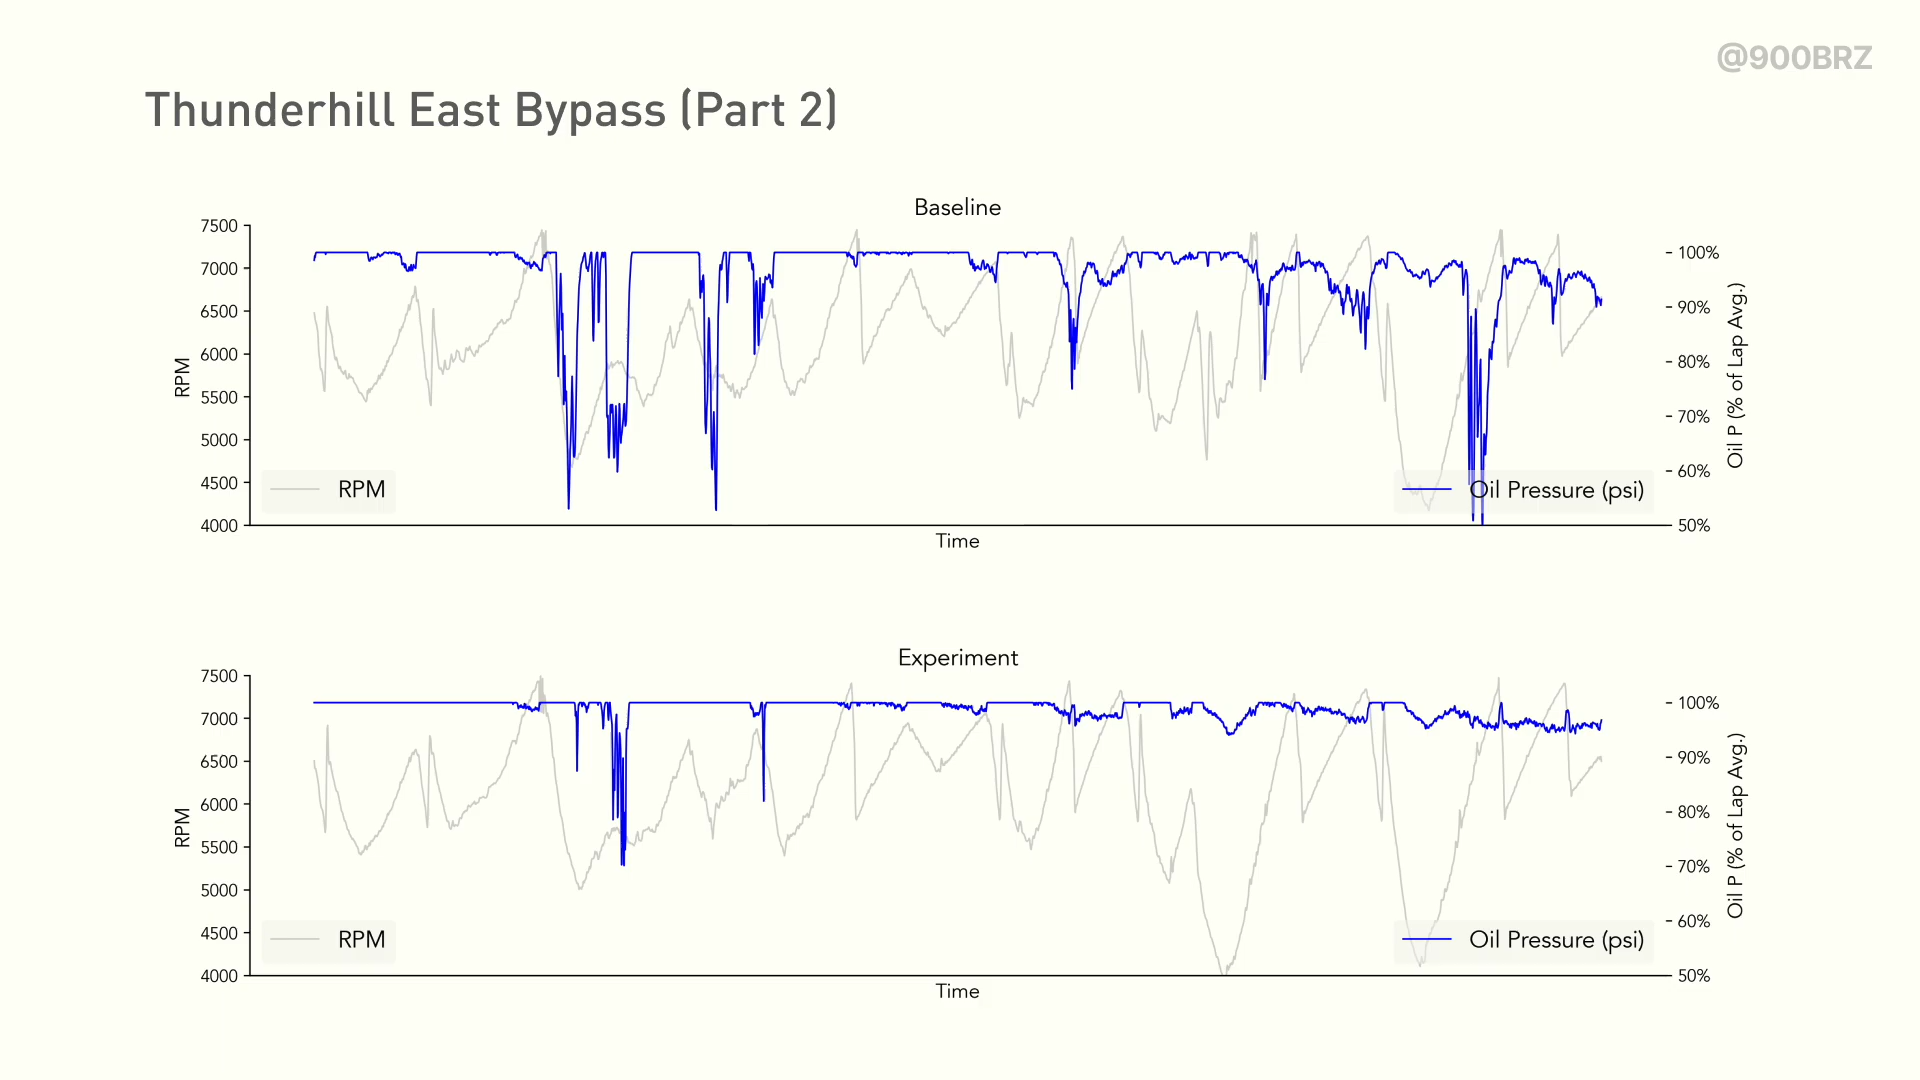 @900BRZ
Thunderhill East Bypass (Part 2)
Baseline
7500
7000
6500
6000
5500
5000
4500
4000
RPM
100%
90%
80%
70%
60%
50%
Oil P (% of Lap Avg.)
RPM
Oil Pressure (psi)
Time
Experiment
7500
7000
6500
6000
5500
5000
4500
4000
RPM
100%
90%
80%
70%
60%
50%
Oil P (% of Lap Avg.)
RPM
Oil Pressure (psi)
Time